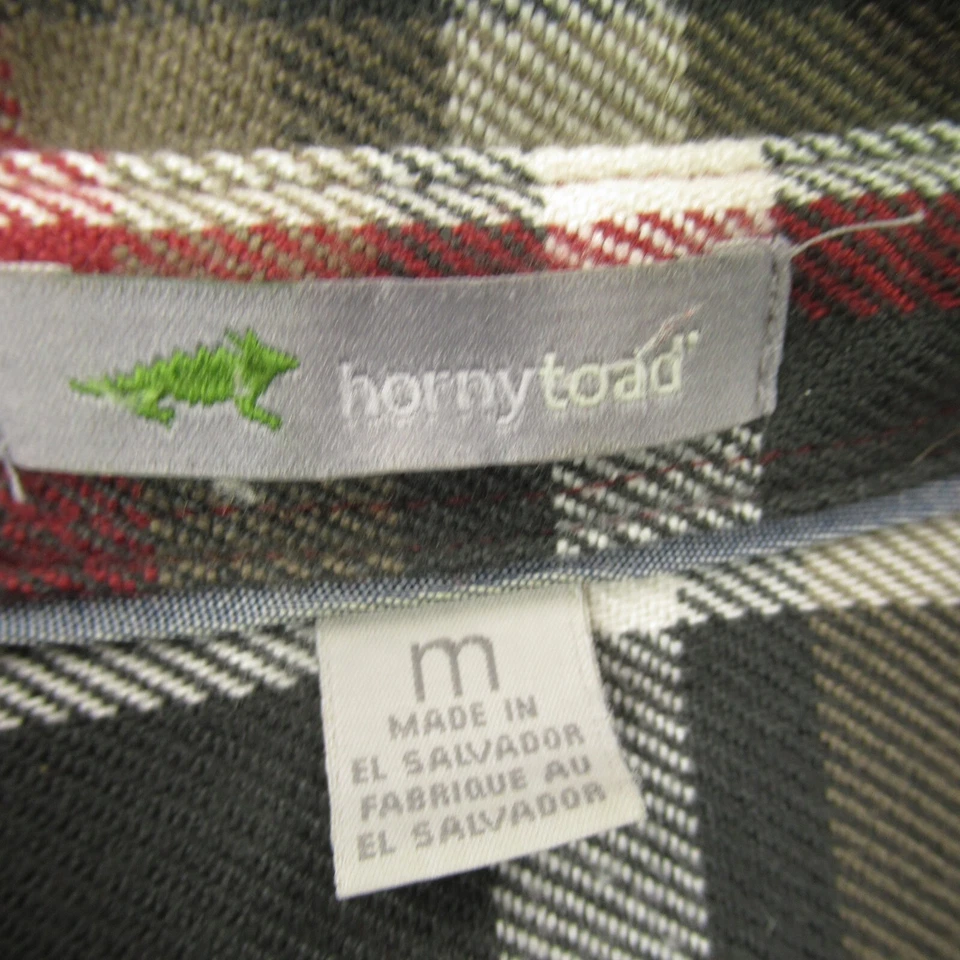 hornytoad
m
MADE IN
EL SALVADOR
FABRIQUE AU
EL SALVADOR